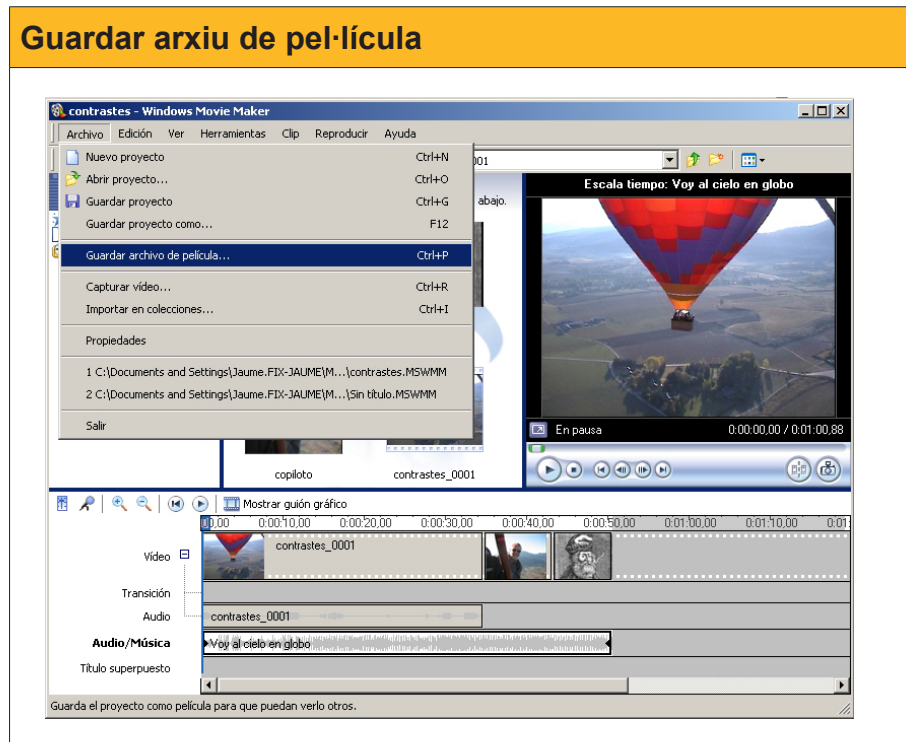 Guardar arxiu de pel·lícula
contrastes - Windows Movie Maker
Archivo Edición Ver Herramientas Clip Reproducir Ayuda
Nuevo proyecto Ctrl+N
Abrir proyecto... Ctrl+O
Guardar proyecto Ctrl+G
Guardar proyecto como... F12
Guardar archivo de película... Ctrl+P
Capturar vídeo... Ctrl+R
Importar en colecciones... Ctrl+I
Propiedades
1 C:\Documents and Settings\Jaume.FIX-JAUME\M...\contrastes.MSWMM
2 C:\Documents and Settings\Jaume.FIX-JAUME\M...\Sin título.MSWMM
Salir
001
abajo.
copiloto contrastes_0001
Escala tiempo: Voy al cielo en globo
En pausa 0:00:00,00 / 0:01:00,88
Mostrar guión gráfico
00,00 0:00:10,00 0:00:20,00 0:00:30,00 0:00:40,00 0:00:50,00 0:01:00,00 0:01:10,00 0:01:
Vídeo contrastes_0001
Transición
Audio contrastes_0001
Audio/Música Voy al cielo en globo
Título superpuesto
Guarda el proyecto como película para que puedan verlo otros.